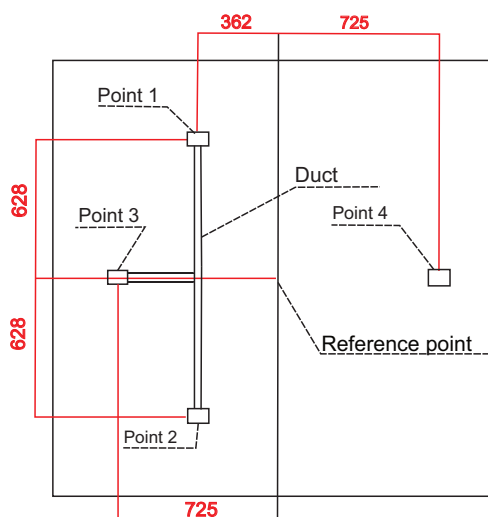 362
725
Point 1
Duct
628
Point 3
Point 4
628
Reference point
Point 2
725